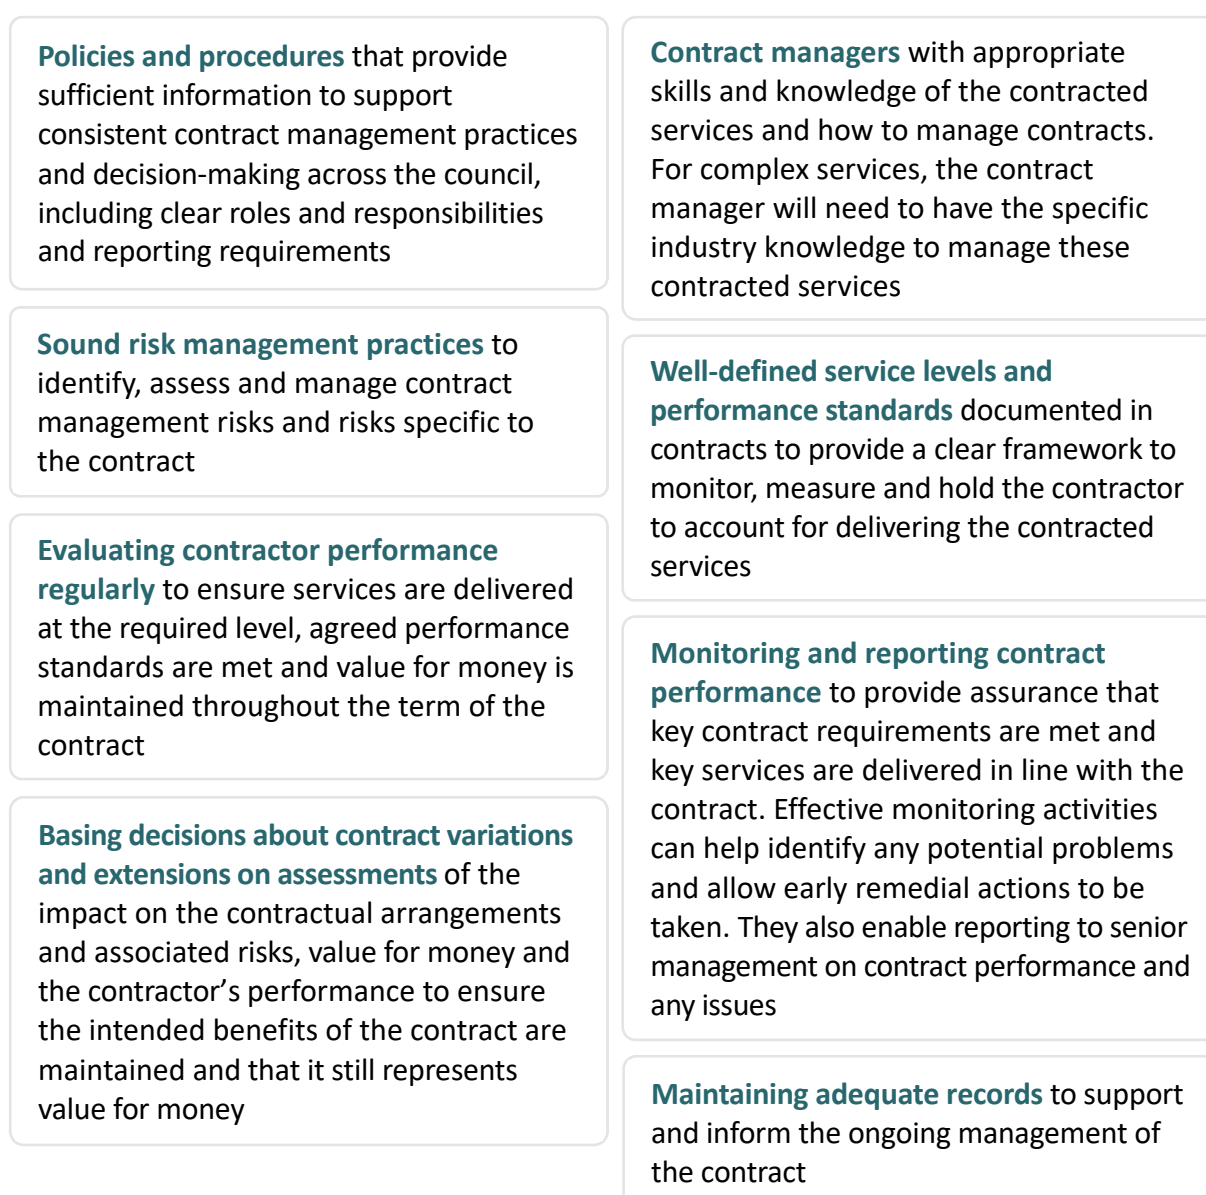 Policies and procedures that provide
sufficient information to support
consistent contract management practices
and decision-making across the council,
including clear roles and responsibilities
and reporting requirements
Sound risk management practices to
identify, assess and manage contract
management risks and risks specific to
the contract
Evaluating contractor performance
regularly to ensure services are delivered
at the required level, agreed performance
standards are met and value for money is
maintained throughout the term of the
contract
Basing decisions about contract variations
and extensions on assessments of the
impact on the contractual arrangements
and associated risks, value for money and
the contractor’s performance to ensure
the intended benefits of the contract are
maintained and that it still represents
value for money
Contract managers with appropriate
skills and knowledge of the contracted
services and how to manage contracts.
For complex services, the contract
manager will need to have the specific
industry knowledge to manage these
contracted services
Well-defined service levels and
performance standards documented in
contracts to provide a clear framework to
monitor, measure and hold the contractor
to account for delivering the contracted
services
Monitoring and reporting contract
performance to provide assurance that
key contract requirements are met and
key services are delivered in line with the
contract. Effective monitoring activities
can help identify any potential problems
and allow early remedial actions to be
taken. They also enable reporting to senior
management on contract performance and
any issues
Maintaining adequate records to support
and inform the ongoing management of
the contract